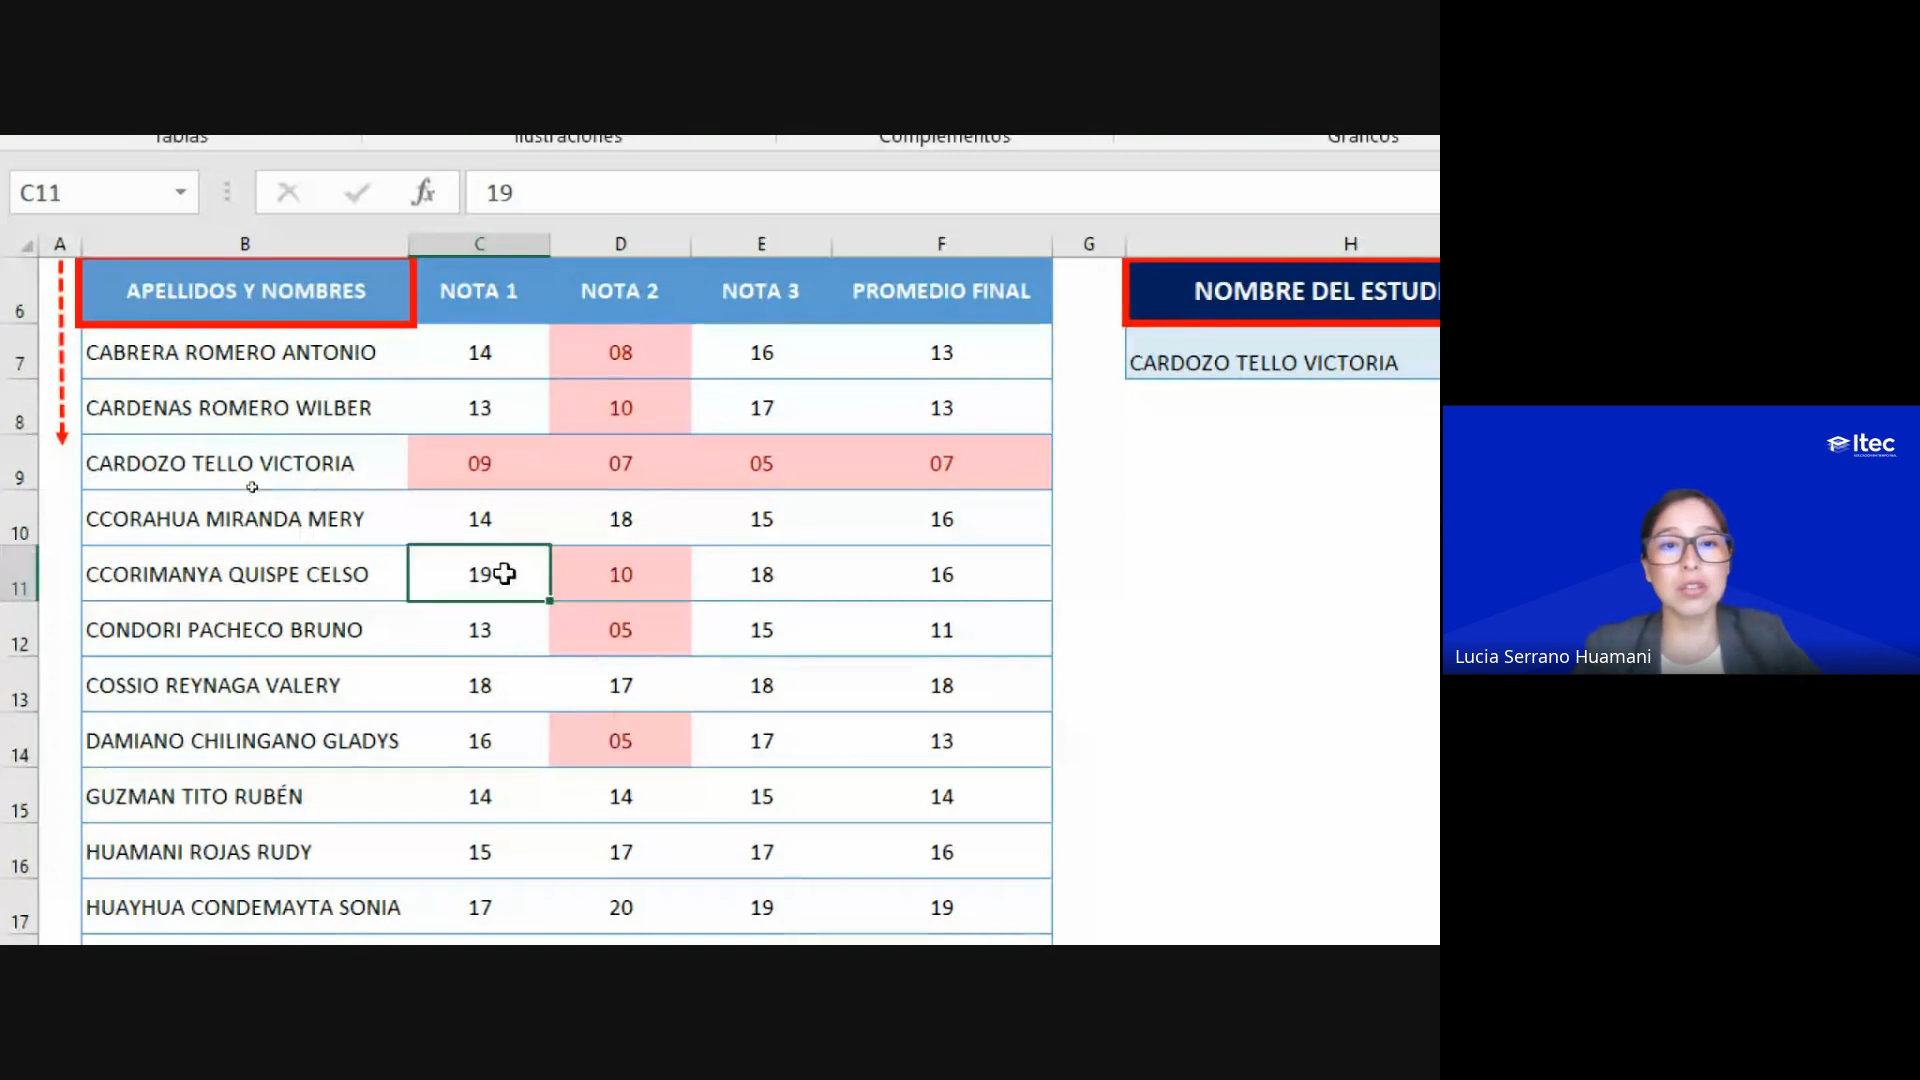 Tablas Ilustraciones Complementos Gráficos
C11 fx 19
A B C D E F G H
6 APELLIDOS Y NOMBRES NOTA 1 NOTA 2 NOTA 3 PROMEDIO FINAL NOMBRE DEL ESTUDI
7 CABRERA ROMERO ANTONIO 14 08 16 13 CARDOZO TELLO VICTORIA
8 CARDENAS ROMERO WILBER 13 10 17 13
9 CARDOZO TELLO VICTORIA 09 07 05 07
10 CCORAHUA MIRANDA MERY 14 18 15 16
11 CCORIMANYA QUISPE CELSO 19 10 18 16
12 CONDORI PACHECO BRUNO 13 05 15 11
13 COSSIO REYNAGA VALERY 18 17 18 18
14 DAMIANO CHILINGANO GLADYS 16 05 17 13
15 GUZMAN TITO RUBÉN 14 14 15 14
16 HUAMANI ROJAS RUDY 15 17 17 16
17 HUAYHUA CONDEMAYTA SONIA 17 20 19 19
Itec
Lucia Serrano Huamani